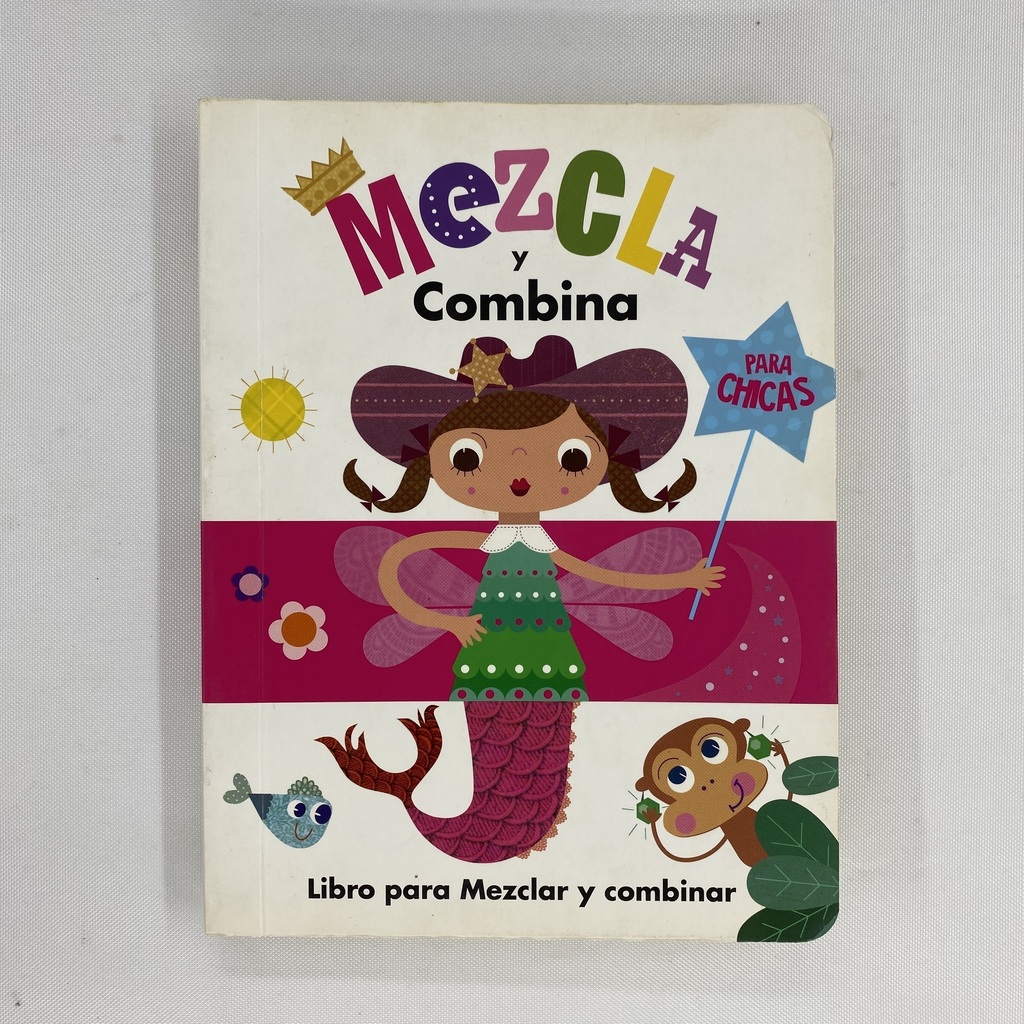 Mezcla
y
Combina
PARA
CHICAS
Libro para Mezclar y combinar